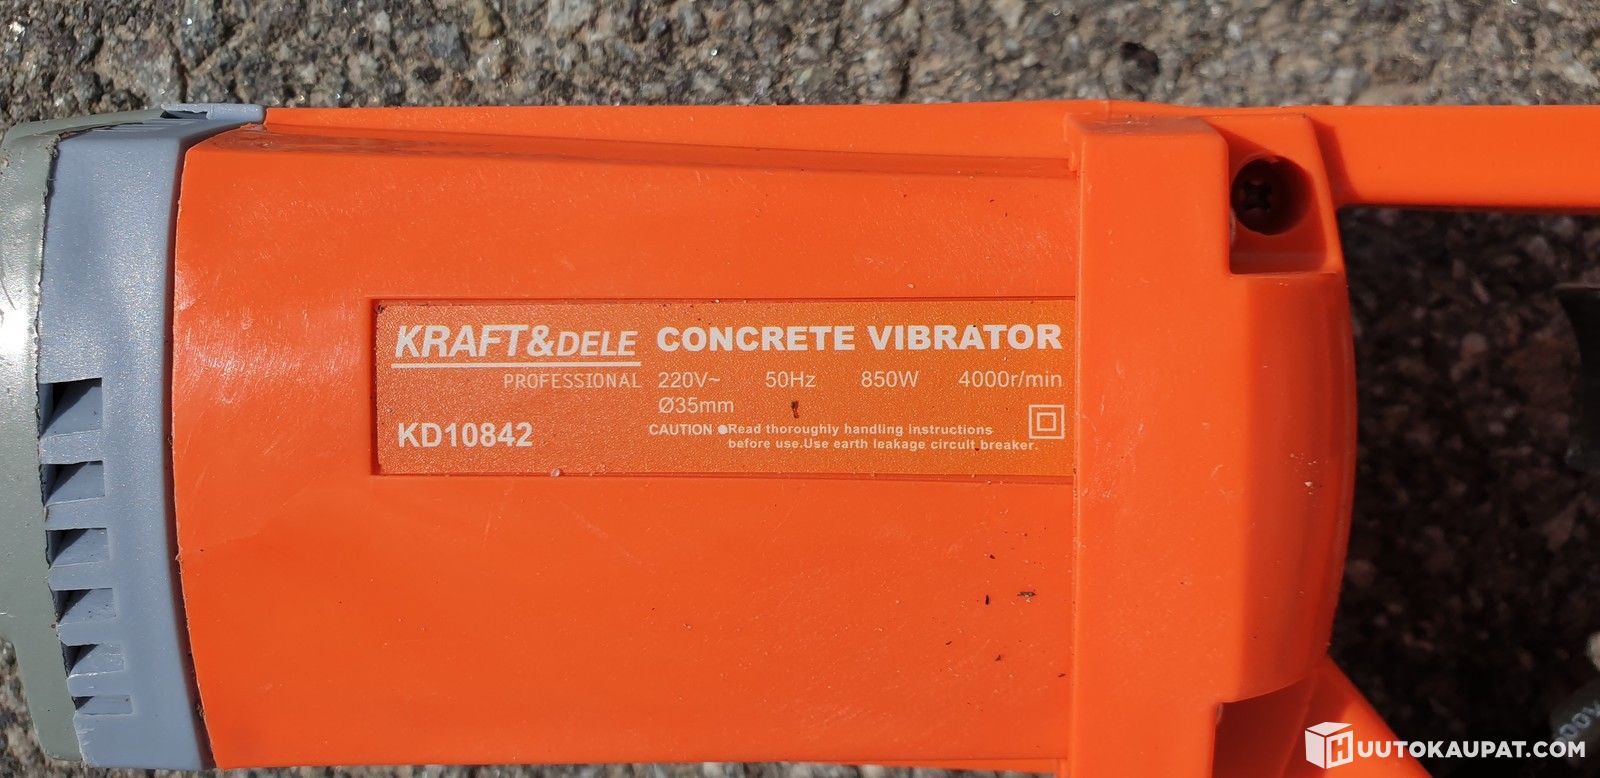 KRAFT&DELE CONCRETE VIBRATOR
PROFESSIONAL 220V~ 50Hz 850W 4000r/min
Ø35mm
KD10842
CAUTION ●Read thoroughly handling instructions
before use.Use earth leakage circuit breaker.
HUUTOKAUPAT.COM